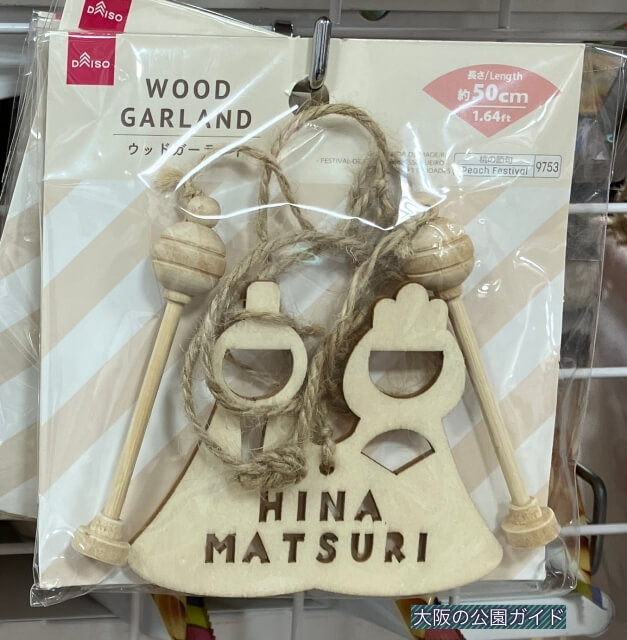 DAISO
DAISO
WOOD
GARLAND
ウッドガーランド
長さ/Length
約50cm
1.64ft
桃の節句
Peach Festival
9753
HINA
MATSURI
大阪の公園ガイド